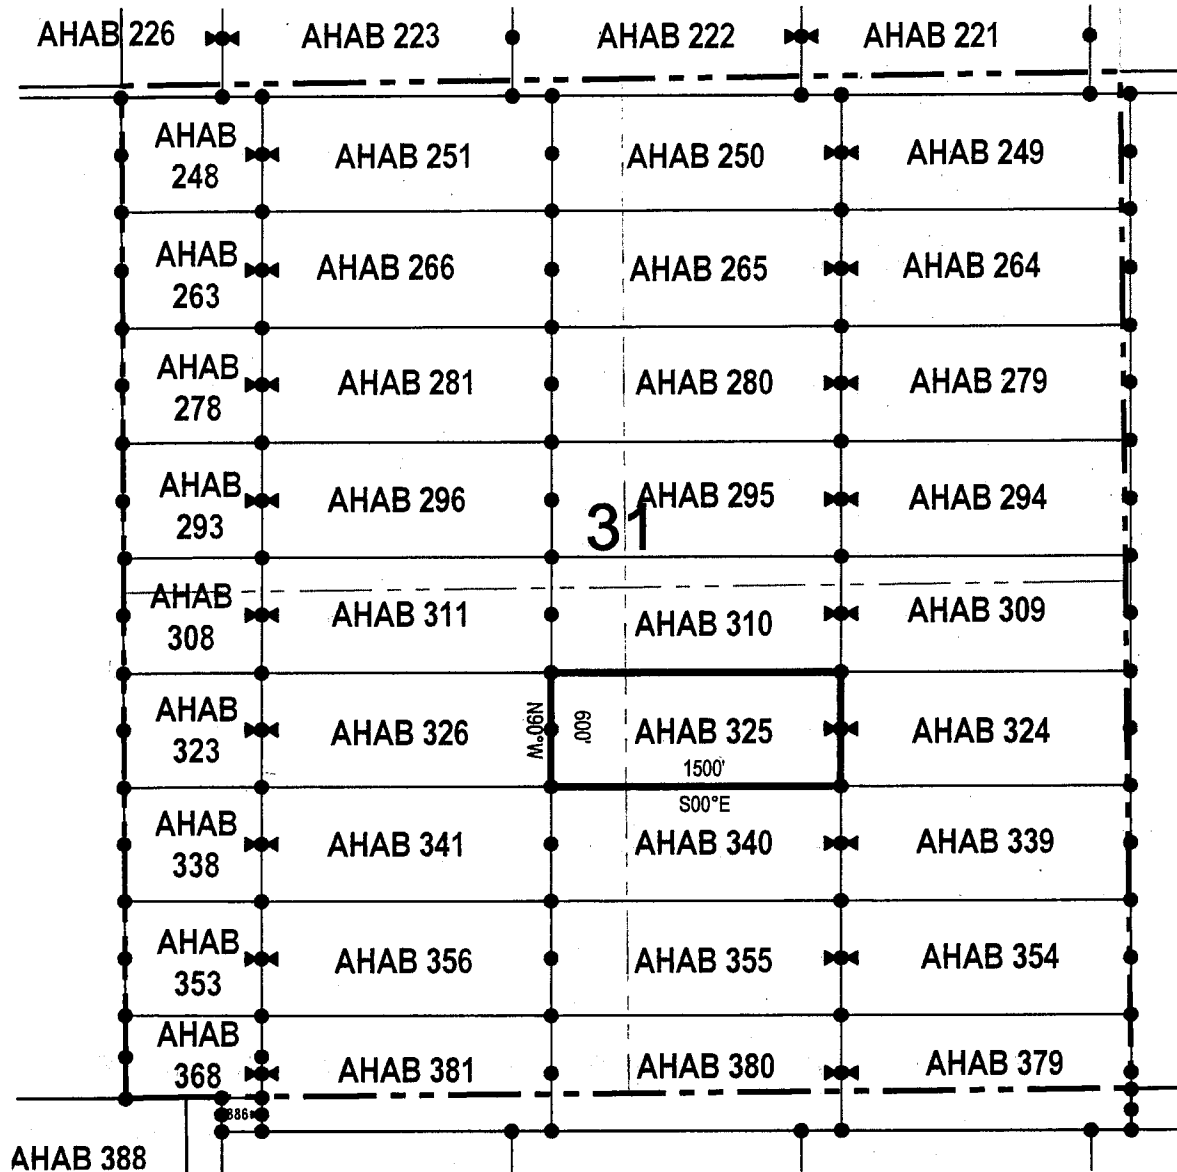 AHAB 226
AHAB 223
AHAB 222
AHAB 221
AHAB
248
AHAB 251
AHAB 250
AHAB 249
AHAB
263
AHAB 266
AHAB 265
AHAB 264
AHAB
278
AHAB 281
AHAB 280
AHAB 279
AHAB
293
AHAB 296
AHAB 295
AHAB 294
31
AHAB
308
AHAB 311
AHAB 310
AHAB 309
AHAB
323
AHAB 326
N90°W
600'
AHAB 325
1500'
S00°E
AHAB 324
AHAB
338
AHAB 341
AHAB 340
AHAB 339
AHAB
353
AHAB 356
AHAB 355
AHAB 354
AHAB
368
AHAB 381
AHAB 380
AHAB 379
386
AHAB 388